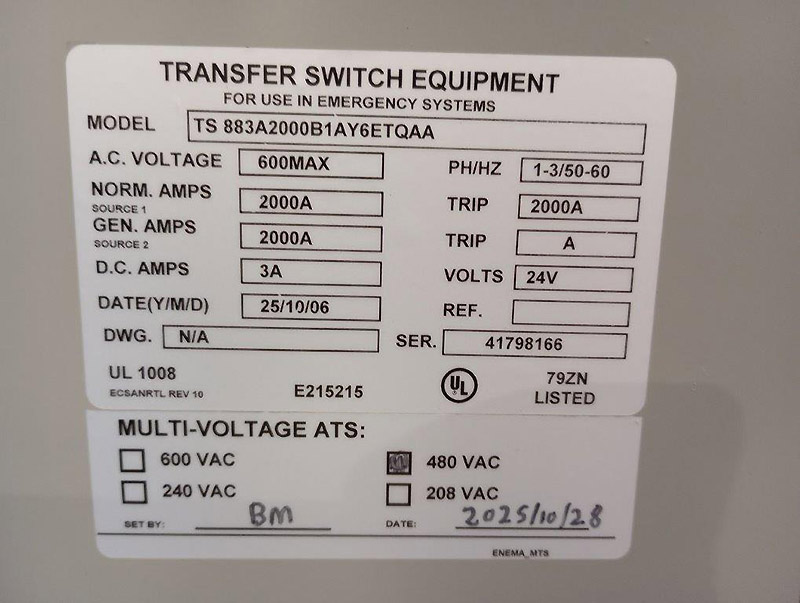 TRANSFER SWITCH EQUIPMENT
FOR USE IN EMERGENCY SYSTEMS
MODEL TS 883A2000B1AY6ETQAA
A.C. VOLTAGE 600MAX PH/HZ 1-3/50-60
NORM. AMPS SOURCE 1 2000A TRIP 2000A
GEN. AMPS SOURCE 2 2000A TRIP A
D.C. AMPS 3A VOLTS 24V
DATE(Y/M/D) 25/10/06 REF.
DWG. N/A SER. 41798166
UL 1008 79ZN
ECSANRTL REV 10 E215215 UL LISTED
MULTI-VOLTAGE ATS:
600 VAC 480 VAC
240 VAC 208 VAC
SET BY: BM DATE: 2025/10/28
ENEMA_MTS